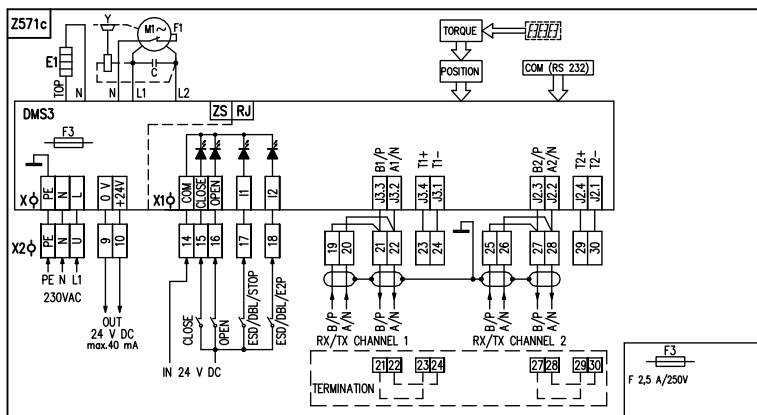 Z571c
Y
M1
F1
E1
C
TOP
N
N
L1
L2
TORQUE
POSITION
COM (RS 232)
DMS3
ZS
RJ
F3
X
PE
N
L
0 V
+24V
X1
COM
CLOSE
OPEN
I1
I2
B1/P
A1/N
T1+
T1-
J3.3
J3.2
J3.4
J3.1
B2/P
A2/N
T2+
T2-
J2.3
J2.2
J2.4
J2.1
X2
PE
N
U
9
10
14
15
16
17
18
19
20
21
22
23
24
25
26
27
28
29
30
PE N L1
230VAC
OUT
24 V DC
max.40 mA
CLOSE
OPEN
ESD/DBL/STOP
ESD/DBL/E2P
IN 24 V DC
B/P
A/N
B/P
A/N
RX/TX CHANNEL 1
B/P
A/N
B/P
A/N
RX/TX CHANNEL 2
21 22 23 24
27 28 29 30
TERMINATION
F3
F 2,5 A/250V